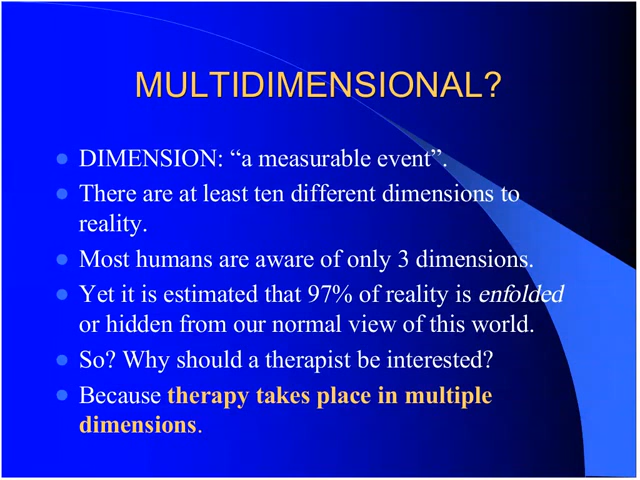 MULTIDIMENSIONAL?
DIMENSION: “a measurable event”.
There are at least ten different dimensions to
reality.
Most humans are aware of only 3 dimensions.
Yet it is estimated that 97% of reality is enfolded
or hidden from our normal view of this world.
So? Why should a therapist be interested?
Because therapy takes place in multiple
dimensions.